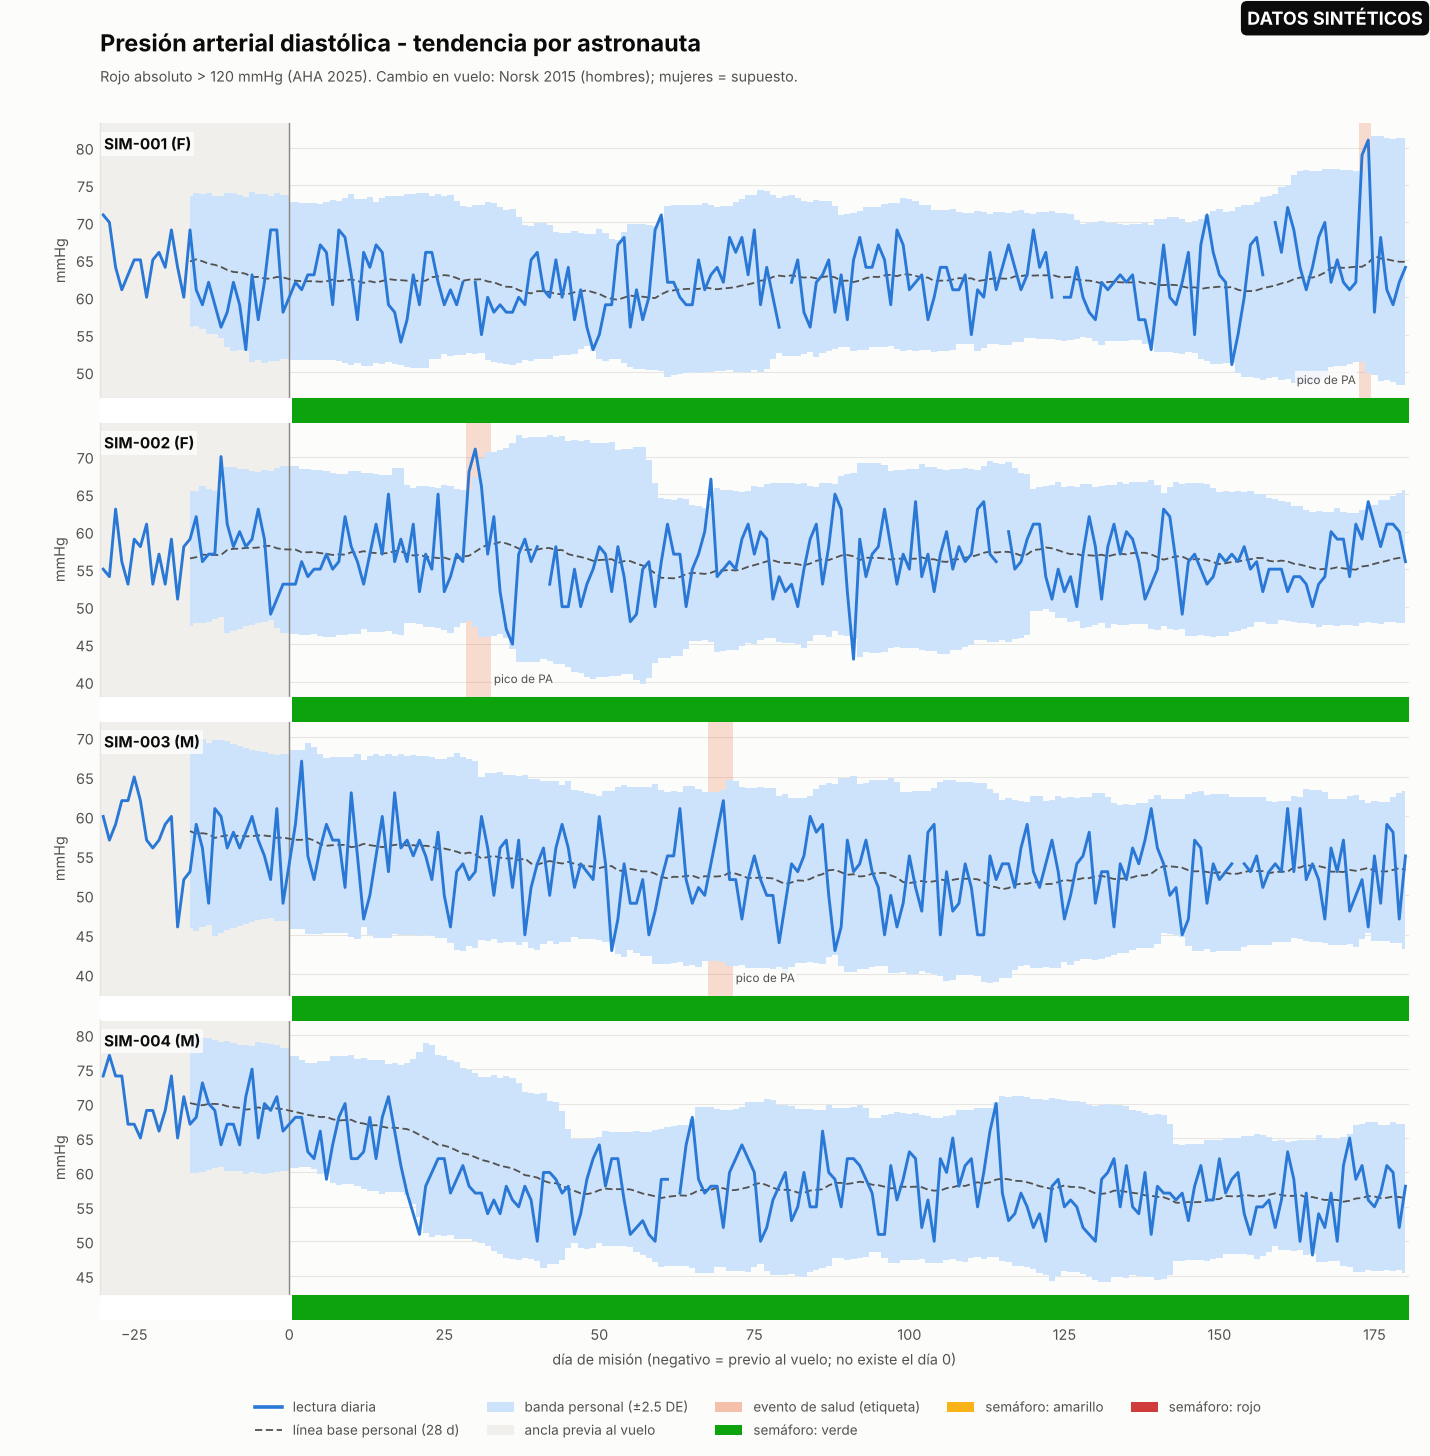 DATOS SINTÉTICOS
Presión arterial diastólica - tendencia por astronauta
Rojo absoluto > 120 mmHg (AHA 2025). Cambio en vuelo: Norsk 2015 (hombres); mujeres = supuesto.
SIM-001 (F)
80
75
70
65
60
55
50
mmHg
pico de PA
SIM-002 (F)
70
65
60
55
50
45
40
mmHg
pico de PA
SIM-003 (M)
70
65
60
55
50
45
40
mmHg
pico de PA
SIM-004 (M)
80
75
70
65
60
55
50
45
mmHg
−25 0 25 50 75 100 125 150 175
día de misión (negativo = previo al vuelo; no existe el día 0)
lectura diaria banda personal (±2.5 DE) evento de salud (etiqueta) semáforo: amarillo semáforo: rojo
línea base personal (28 d) ancla previa al vuelo semáforo: verde